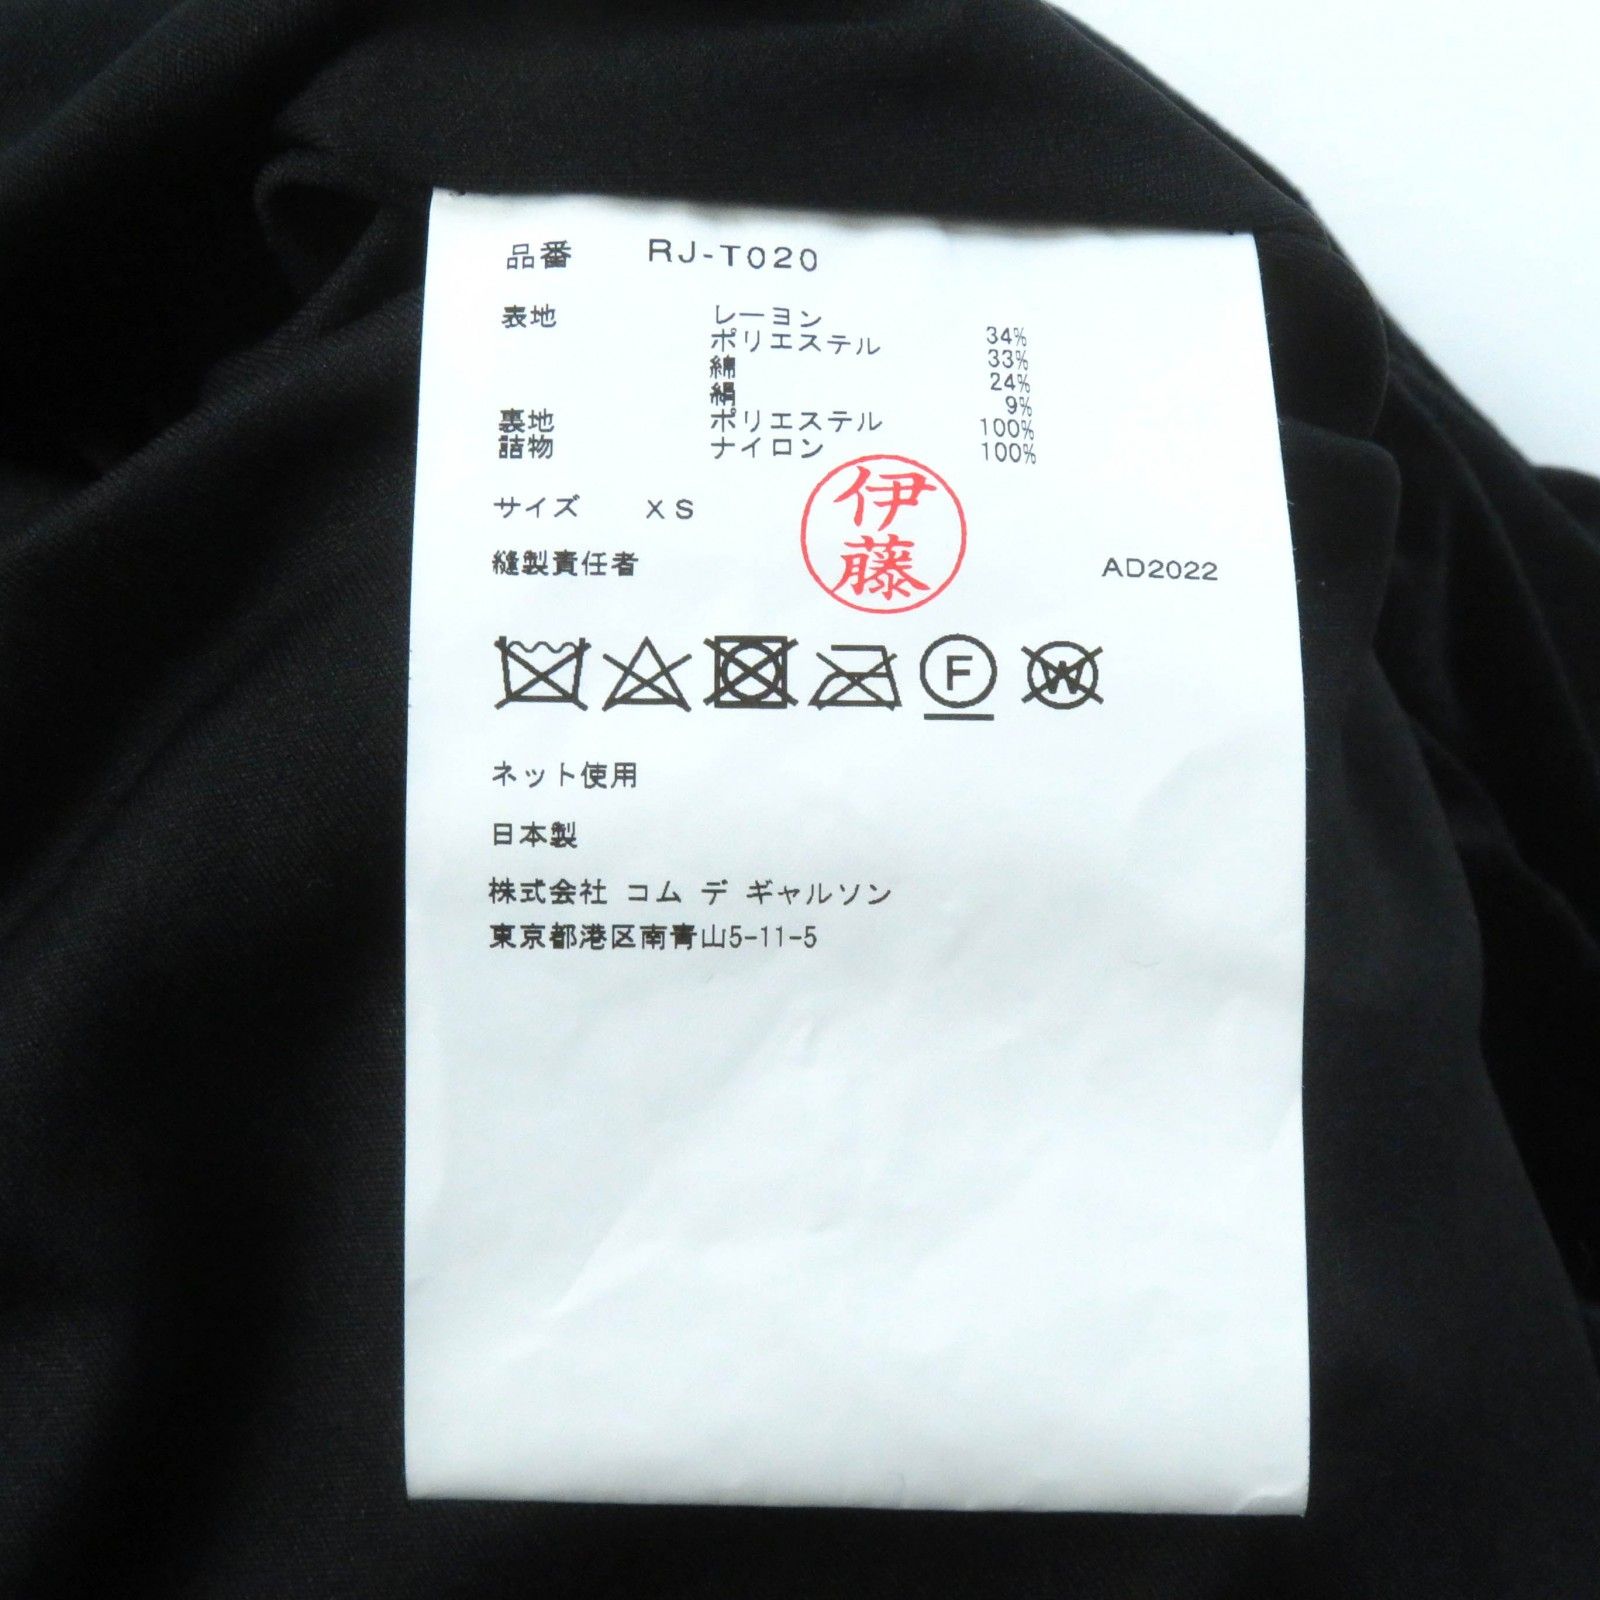 品番 RJ-T020
表地 レーヨン 34%
ポリエステル 33%
綿 24%
絹 9%
裏地 ポリエステル 100%
詰物 ナイロン 100%
サイズ XS
縫製責任者 伊藤 AD2022
F W
ネット使用
日本製
株式会社 コム デ ギャルソン
東京都港区南青山5-11-5